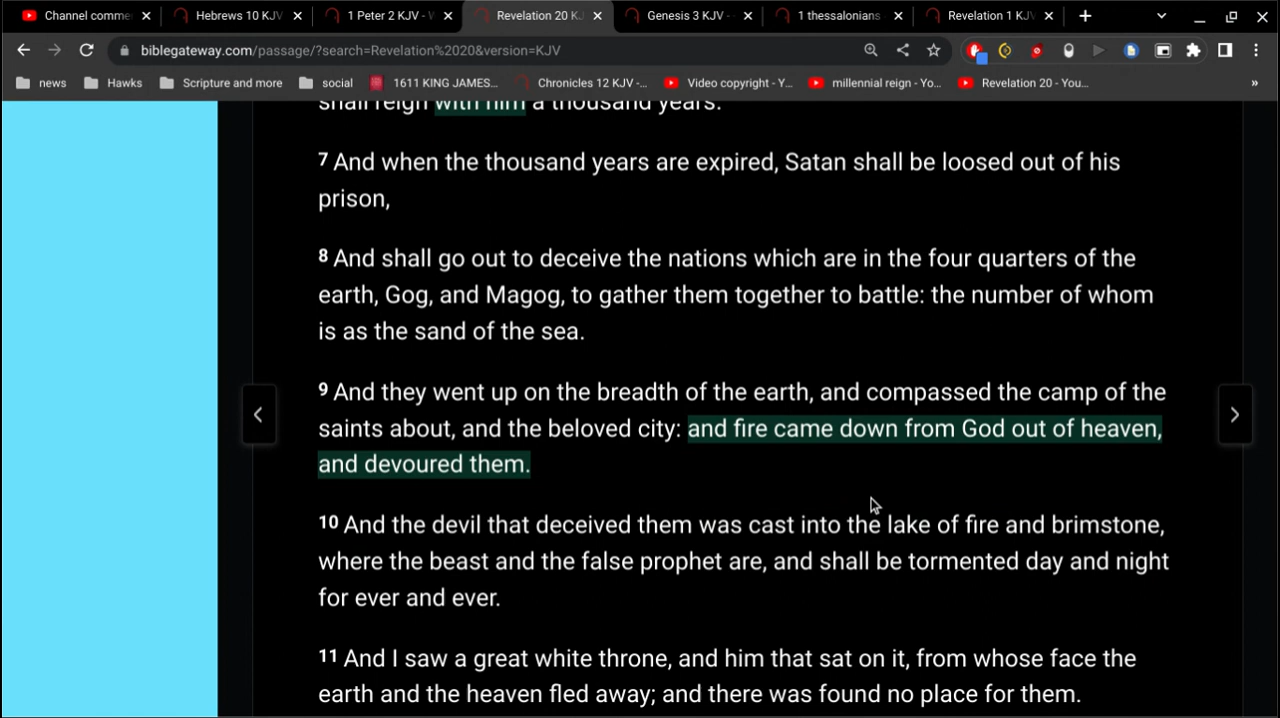 Channel comme
Hebrews 10 KJV
1 Peter 2 KJV - W
Revelation 20 KJ
Genesis 3 KJV -
1 thessalonians
Revelation 1 KJV
biblegateway.com/passage/?search=Revelation%2020&version=KJV
news
Hawks
Scripture and more
social
1611 KING JAMES...
Chronicles 12 KJV -...
Video copyright - Y...
millennial reign - Yo...
Revelation 20 - You...
»
shall reign with him a thousand years.
7 And when the thousand years are expired, Satan shall be loosed out of his
prison,
8 And shall go out to deceive the nations which are in the four quarters of the
earth, Gog, and Magog, to gather them together to battle: the number of whom
is as the sand of the sea.
9 And they went up on the breadth of the earth, and compassed the camp of the
saints about, and the beloved city: and fire came down from God out of heaven,
and devoured them.
10 And the devil that deceived them was cast into the lake of fire and brimstone,
where the beast and the false prophet are, and shall be tormented day and night
for ever and ever.
11 And I saw a great white throne, and him that sat on it, from whose face the
earth and the heaven fled away; and there was found no place for them.